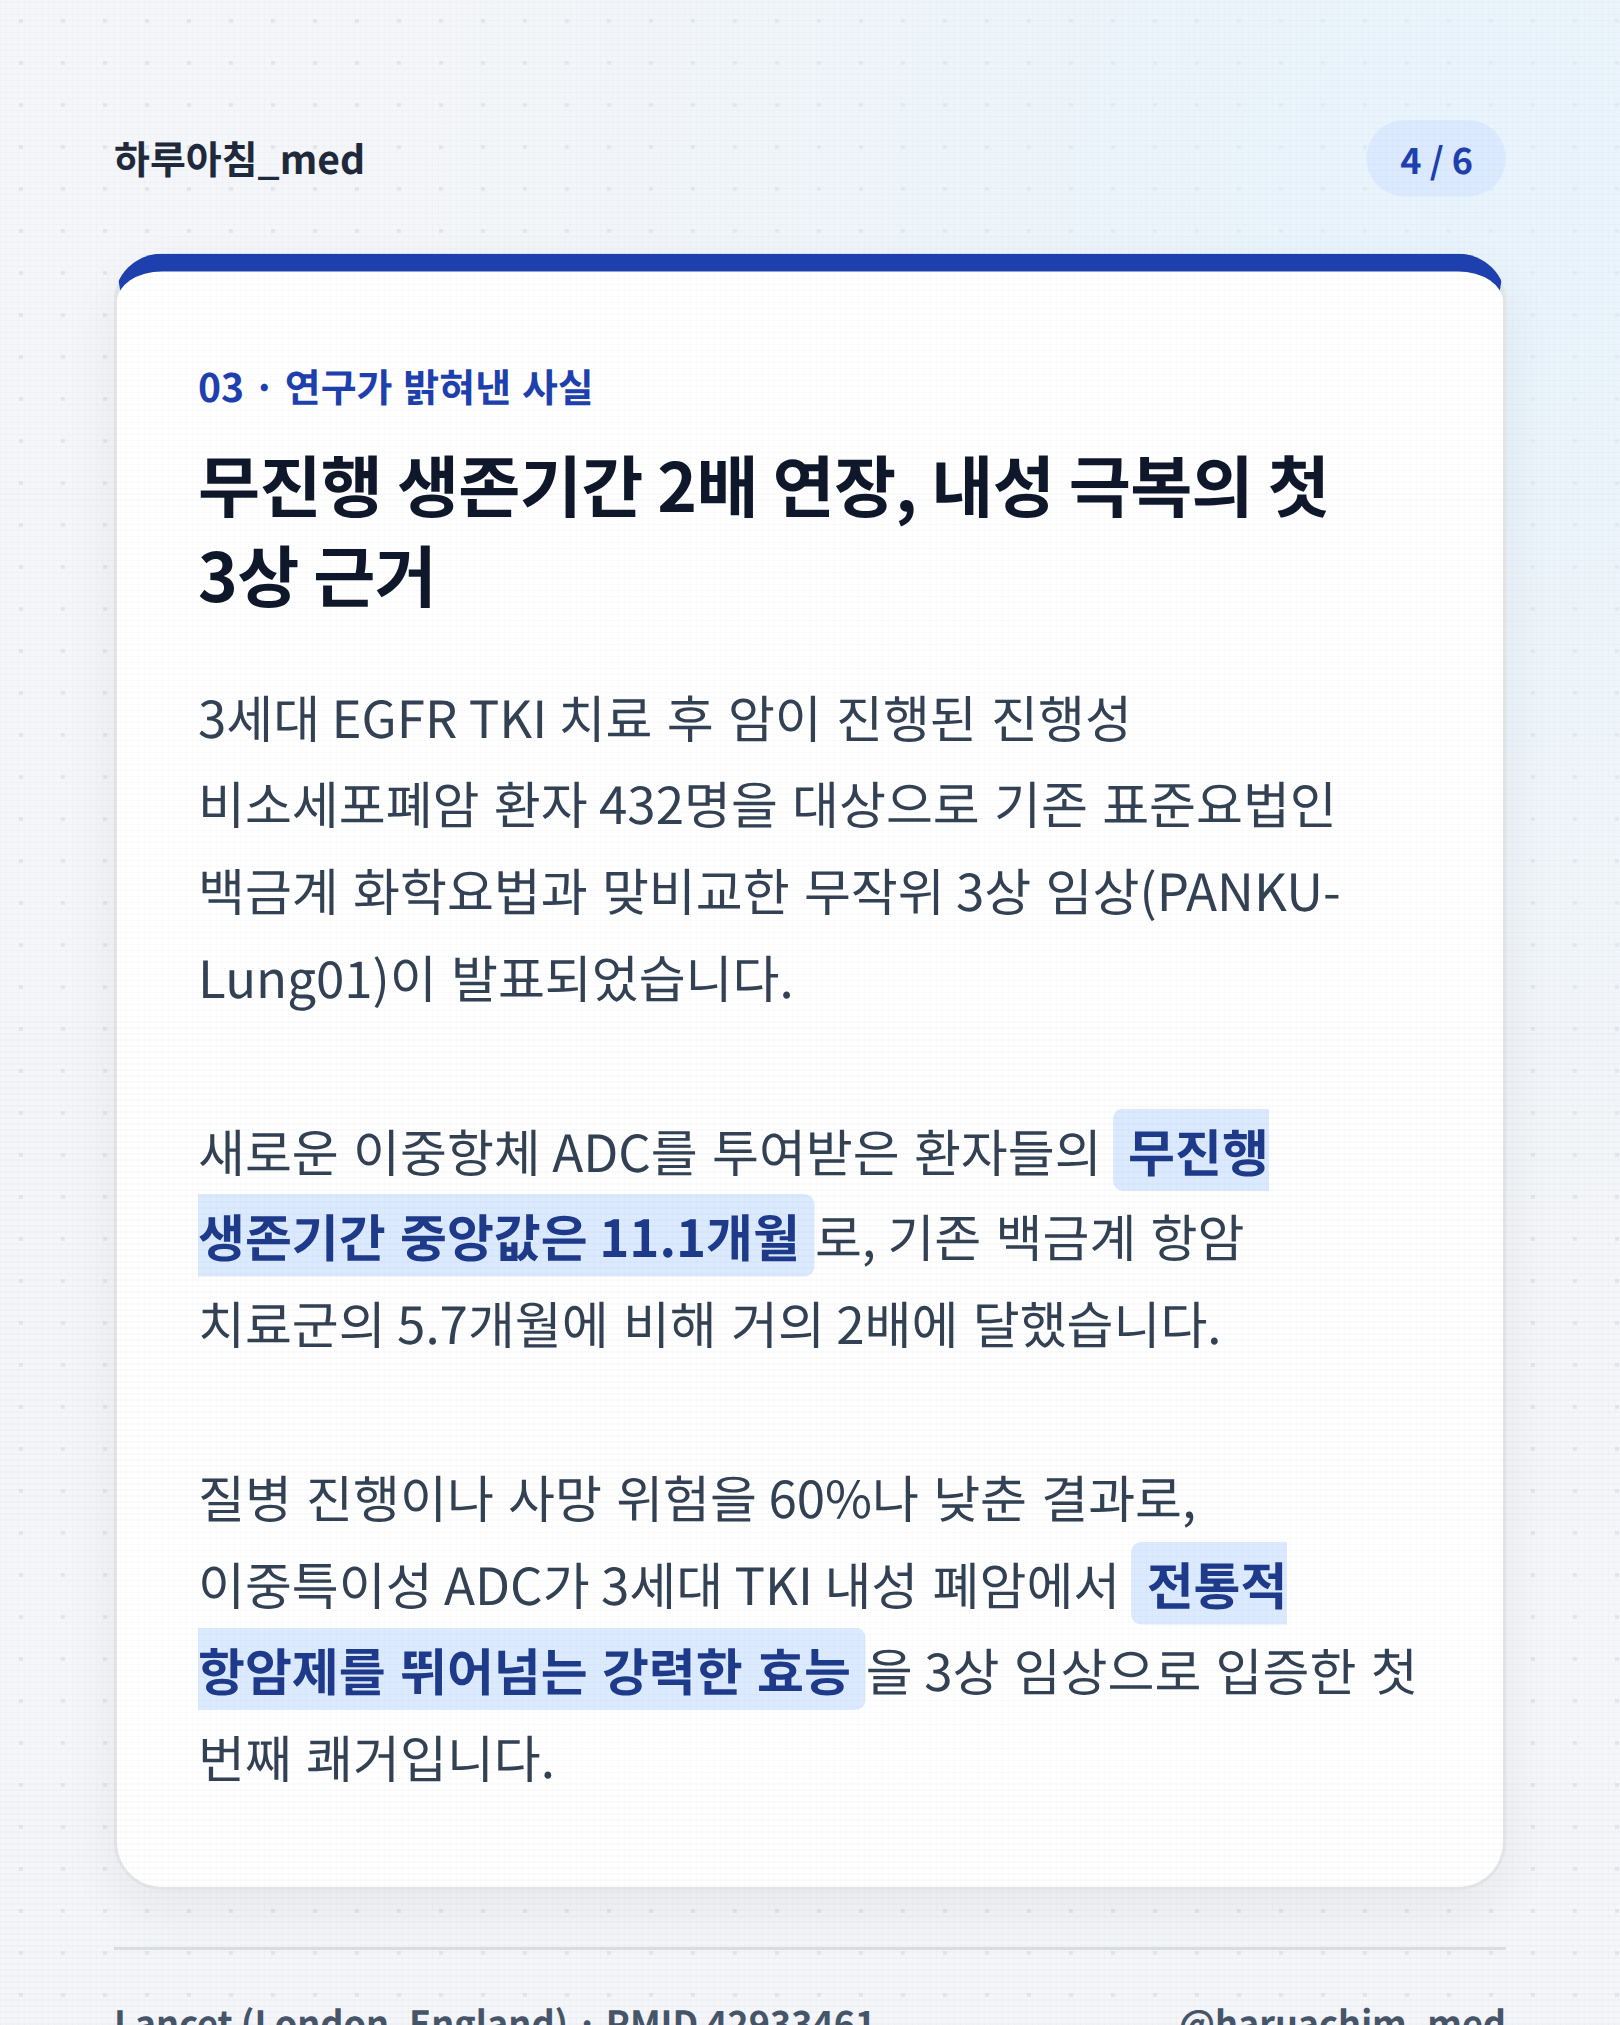 하루아침_med
4 / 6
03 · 연구가 밝혀낸 사실
무진행 생존기간 2배 연장, 내성 극복의 첫
3상 근거
3세대 EGFR TKI 치료 후 암이 진행된 진행성
비소세포폐암 환자 432명을 대상으로 기존 표준요법인
백금계 화학요법과 맞비교한 무작위 3상 임상(PANKU-
Lung01)이 발표되었습니다.
새로운 이중항체 ADC를 투여받은 환자들의 무진행
생존기간 중앙값은 11.1개월로, 기존 백금계 항암
치료군의 5.7개월에 비해 거의 2배에 달했습니다.
질병 진행이나 사망 위험을 60%나 낮춘 결과로,
이중특이성 ADC가 3세대 TKI 내성 폐암에서 전통적
항암제를 뛰어넘는 강력한 효능을 3상 임상으로 입증한 첫
번째 쾌거입니다.
Lancet (London, England) · PMID 42933461
@haruachim_med